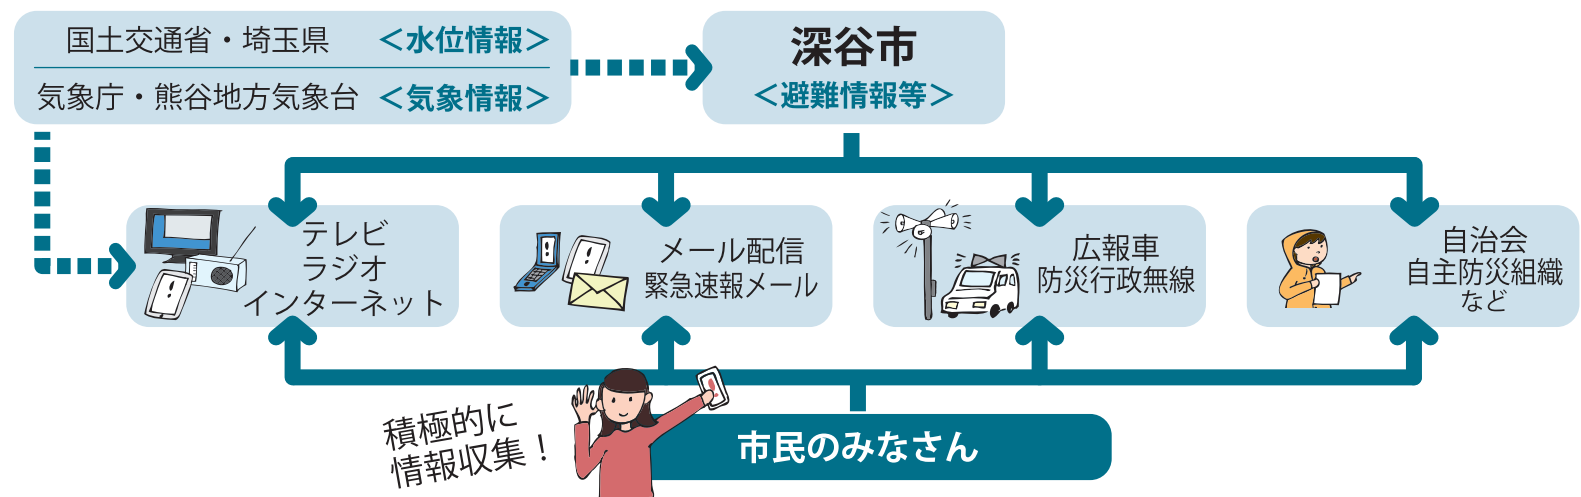 国土交通省・埼玉県 ＜水位情報＞
気象庁・熊谷地方気象台 ＜気象情報＞
深谷市
＜避難情報等＞
テレビ
ラジオ
インターネット
メール配信
緊急速報メール
広報車
防災行政無線
自治会
自主防災組織
など
積極的に
情報収集！
市民のみなさん